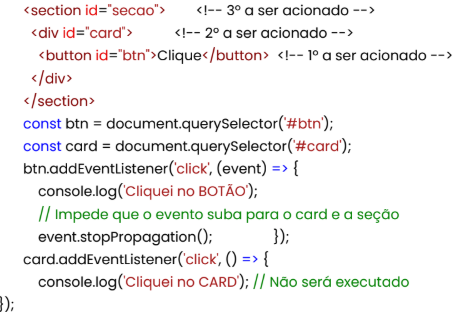 <section id="secao">        <!-- 3º a ser acionado -->
<div id="card">           <!-- 2º a ser acionado -->
<button id="btn">Clique</button>  <!-- 1º a ser acionado -->
</div>
</section>
const btn = document.querySelector('#btn');
const card = document.querySelector('#card');
btn.addEventListener('click', (event) => {
console.log('Cliquei no BOTÃO');
// Impede que o evento suba para o card e a seção
event.stopPropagation();                });
card.addEventListener('click', () => {
console.log('Cliquei no CARD'); // Não será executado
});